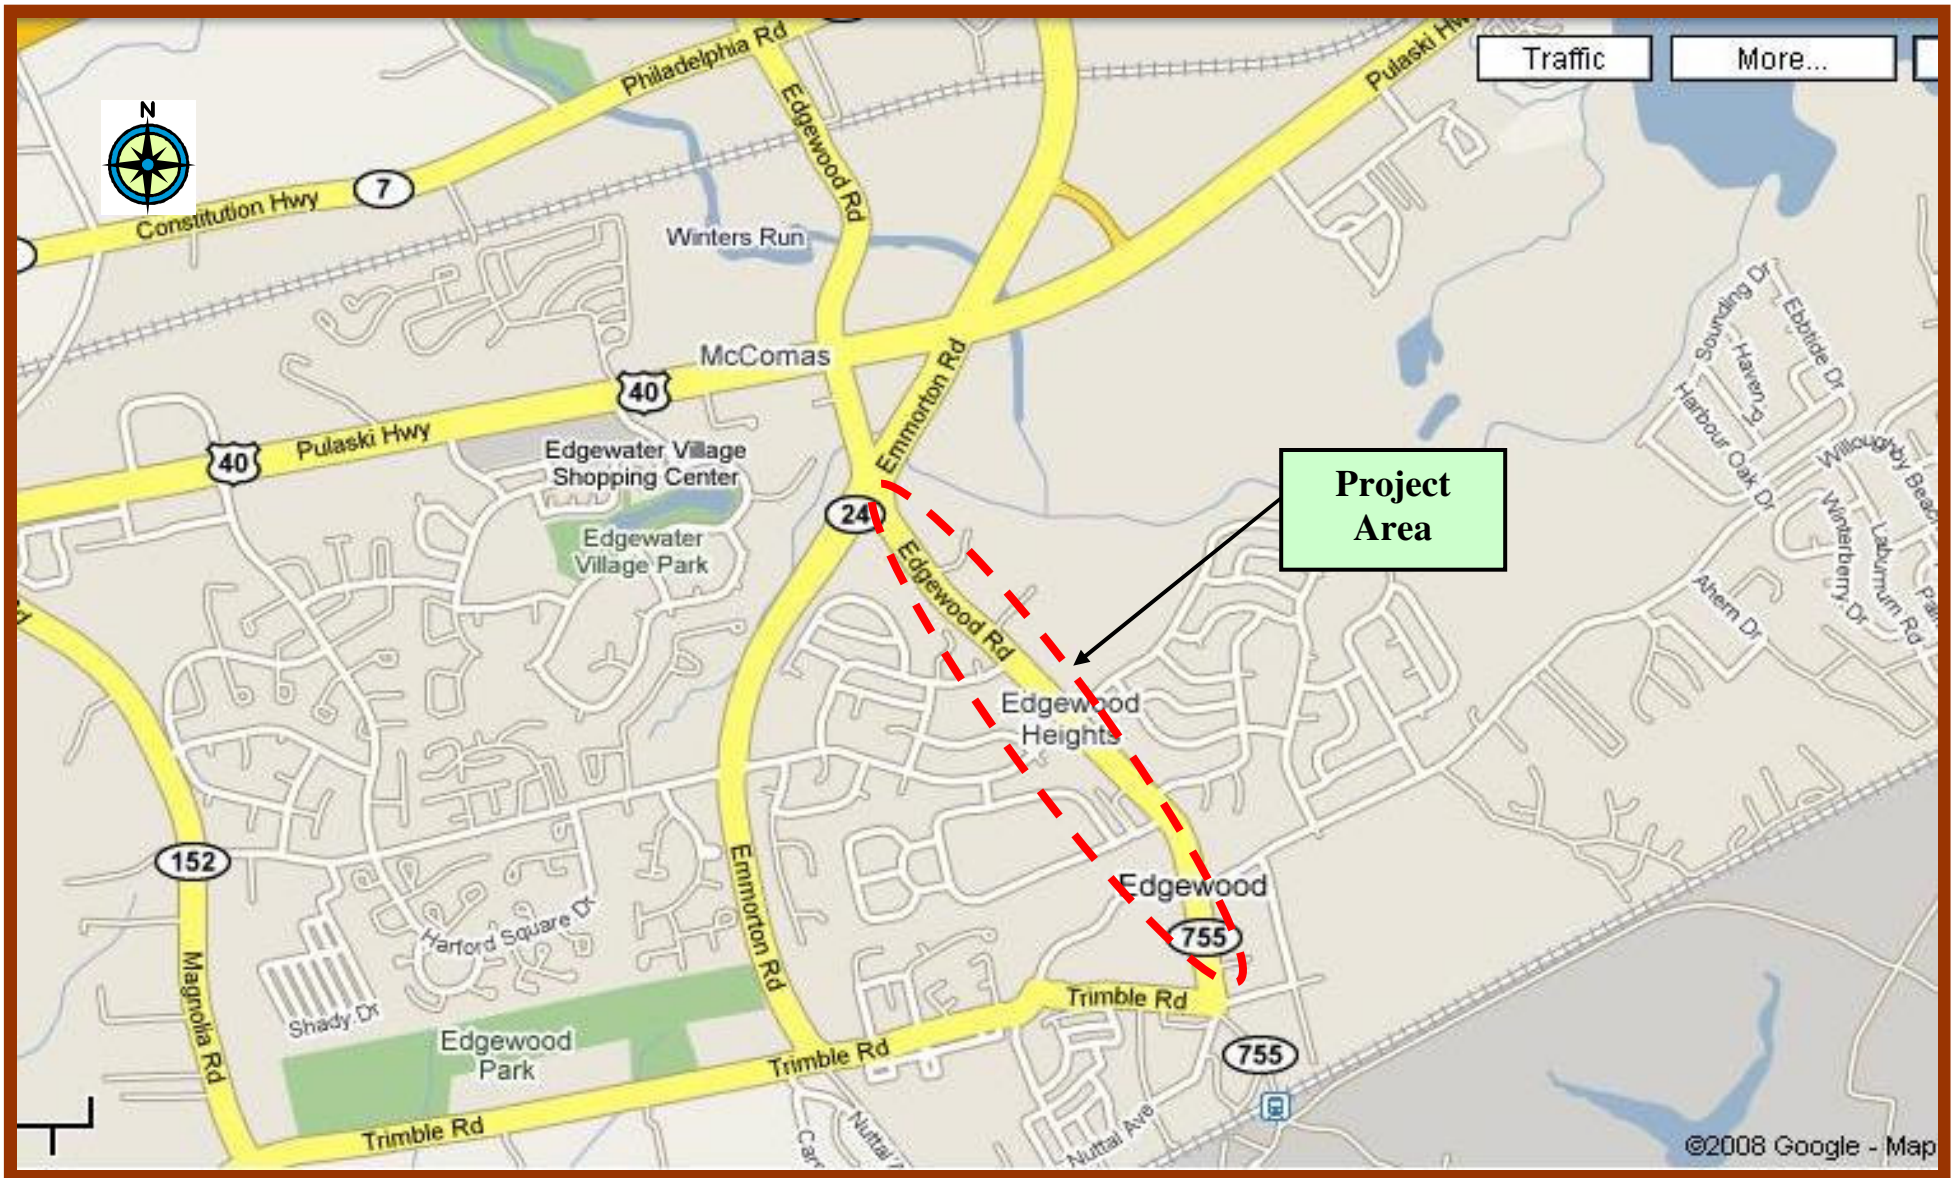 Traffic
More...
N
Philadelphia Rd
Pulaski Hwy
Edgewood Rd
7
Constitution Hwy
Winters Run
Sounding Dr
Ebbtide Dr
McComas
40
Emmorton Rd
Harbour Oak Dr
Pulaski Hwy
40
Edgewater Village
Shopping Center
Willoughby Beach
Project
Area
24
Edgewater
Village Park
Edgewood Rd
Winterberry Dr
Laburnum Rd
Ahern Dr
Edgewood
Heights
152
Emmorton Rd
Edgewood
Harford Square Dr
755
Magnolia Rd
Shady Dr
Trimble Rd
Edgewood
Park
Trimble Rd
755
Trimble Rd
Nuttal Ave
©2008 Google - Map